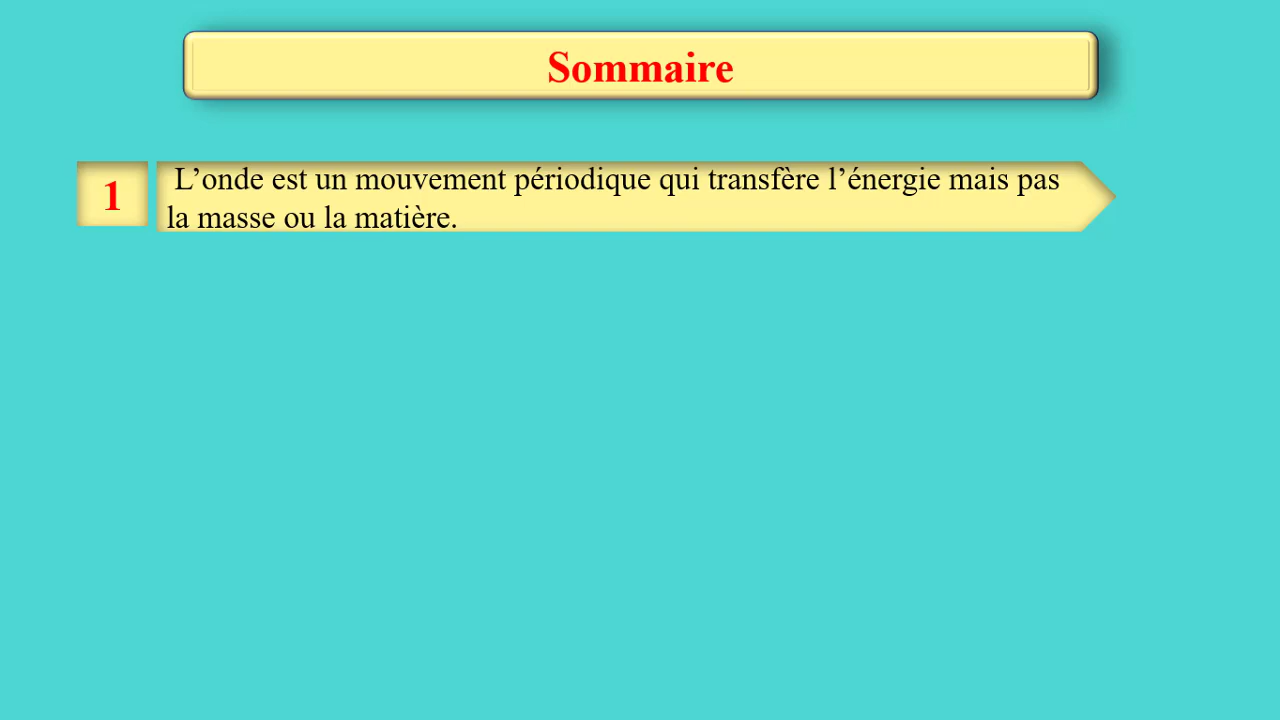 Sommaire
1
L’onde est un mouvement périodique qui transfère l’énergie mais pas
la masse ou la matière.